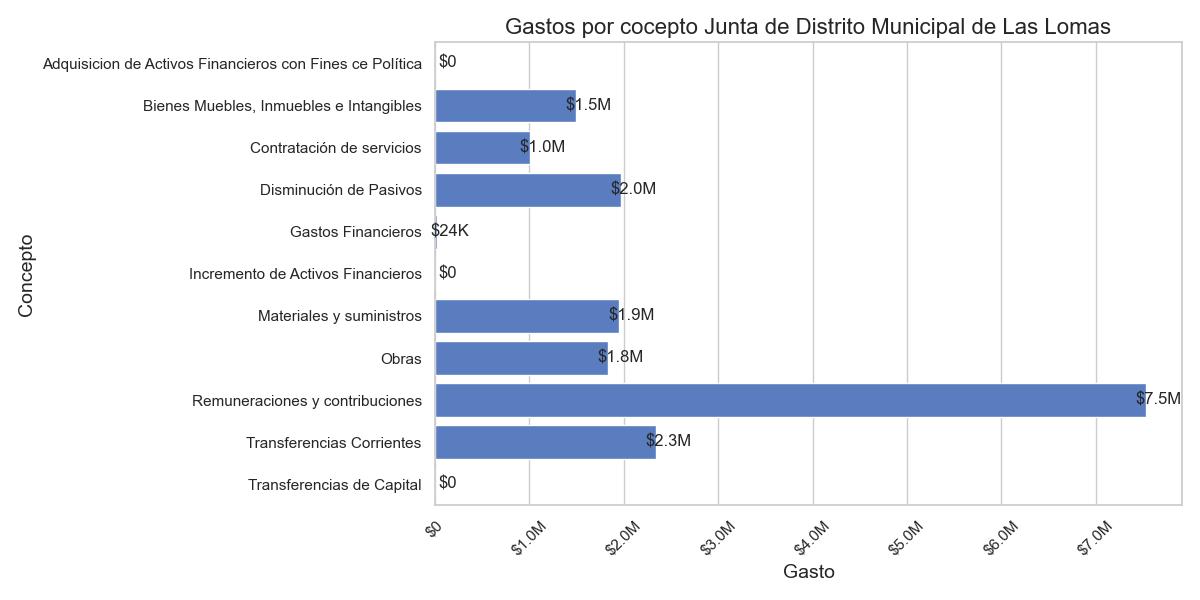 Gastos por cocepto Junta de Distrito Municipal de Las Lomas
Adquisicion de Activos Financieros con Fines ce Política $0
Bienes Muebles, Inmuebles e Intangibles $1.5M
Contratación de servicios $1.0M
Disminución de Pasivos $2.0M
Gastos Financieros $24K
Incremento de Activos Financieros $0
Materiales y suministros $1.9M
Obras $1.8M
Remuneraciones y contribuciones $7.5M
Transferencias Corrientes $2.3M
Transferencias de Capital $0
Concepto
$0 $1.0M $2.0M $3.0M $4.0M $5.0M $6.0M $7.0M
Gasto